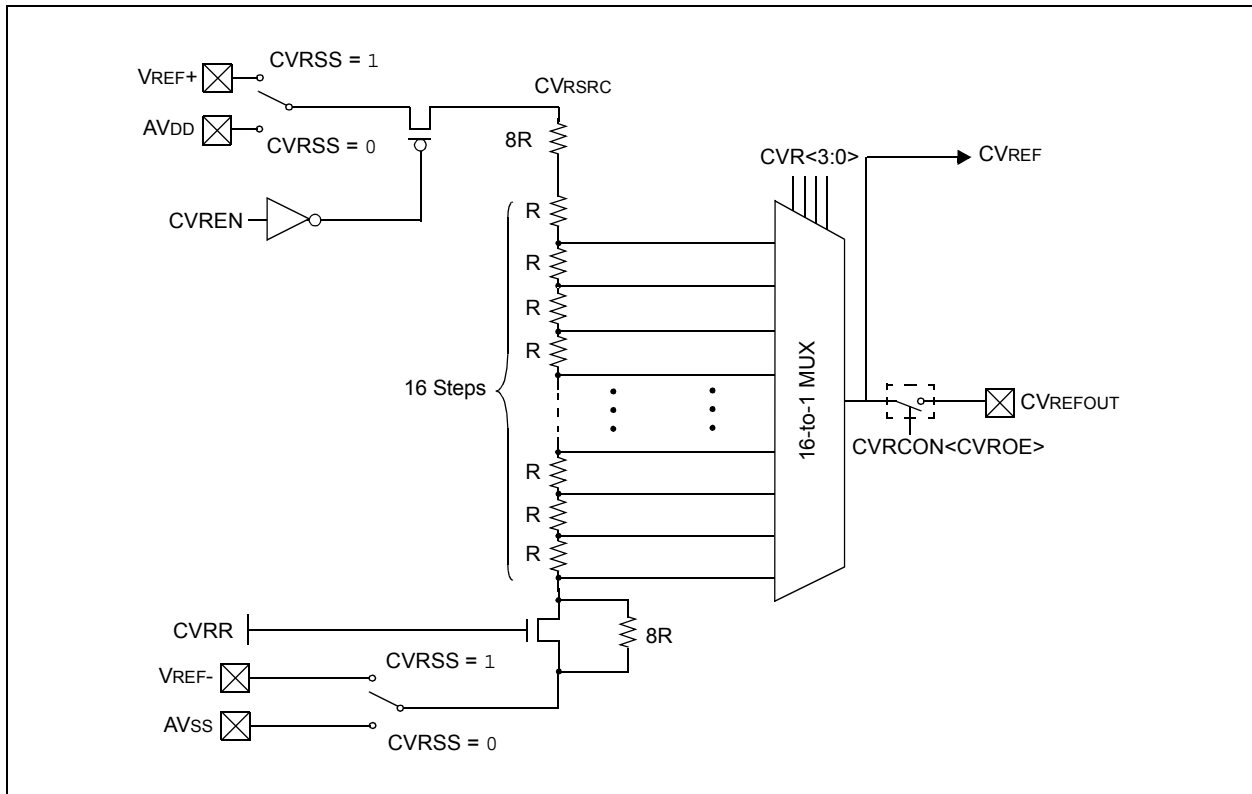 VREF+
CVRSS = 1
AVDD
CVRSS = 0
CVREN
CVRSRC
8R
R
R
R
R
16 Steps
R
R
R
CVR<3:0>
16-to-1 MUX
CVREF
CVREFOUT
CVRCON<CVROE>
CVRR
8R
VREF-
CVRSS = 1
AVSS
CVRSS = 0